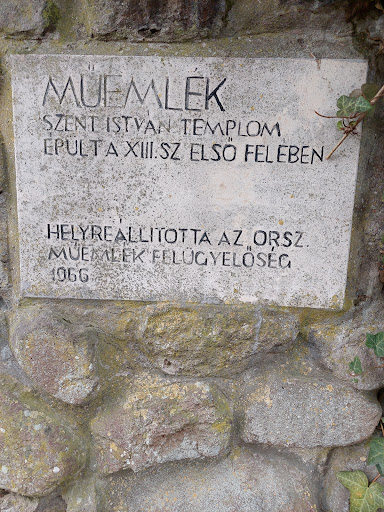 MŰEMLÉK
SZENT ISTVÁN TEMPLOM
ÉPÜLT A XIII. SZ ELSŐ FELÉBEN
HELYREÁLLÍTOTTA AZ ORSZ.
MŰEMLÉK FELÜGYELŐSÉG
1966